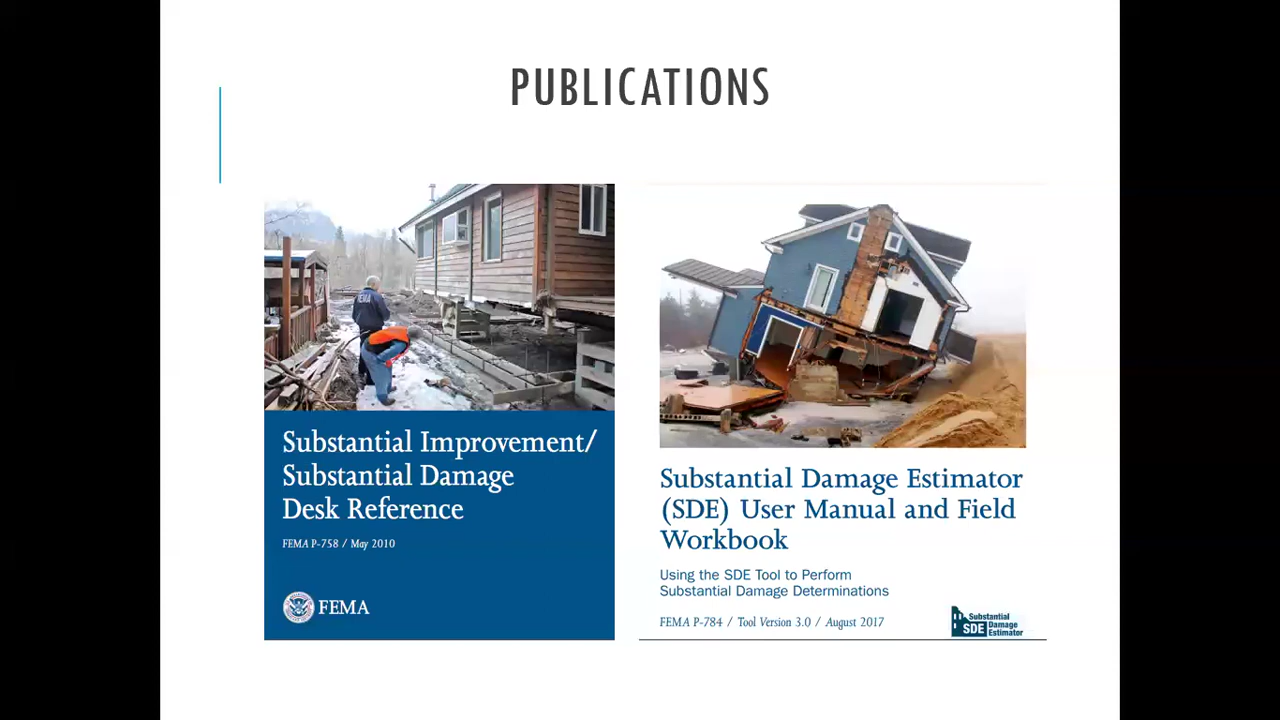 PUBLICATIONS
FEMA
Substantial Improvement/
Substantial Damage
Desk Reference
FEMA P-758 / May 2010
FEMA
Substantial Damage Estimator
(SDE) User Manual and Field
Workbook
Using the SDE Tool to Perform
Substantial Damage Determinations
FEMA P-784 / Tool Version 3.0 / August 2017
Substantial
SDE Damage
Estimator